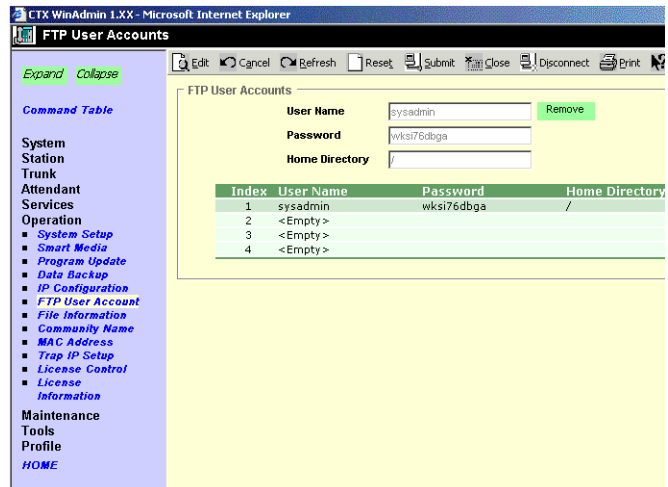 CTX WinAdmin 1.XX - Microsoft Internet Explorer
FTP User Accounts
Expand Collapse
Command Table
System
Station
Trunk
Attendant
Services
Operation
System Setup
Smart Media
Program Update
Data Backup
IP Configuration
FTP User Account
File Information
Community Name
MAC Address
Trap IP Setup
License Control
License
Information
Maintenance
Tools
Profile
HOME
Edit Cancel Refresh Reset Submit Close Disconnect Print
FTP User Accounts
User Name sysadmin Remove
Password wksi76dbga
Home Directory /
Index User Name Password Home Directory
1 sysadmin wksi76dbga /
2 <Empty>
3 <Empty>
4 <Empty>